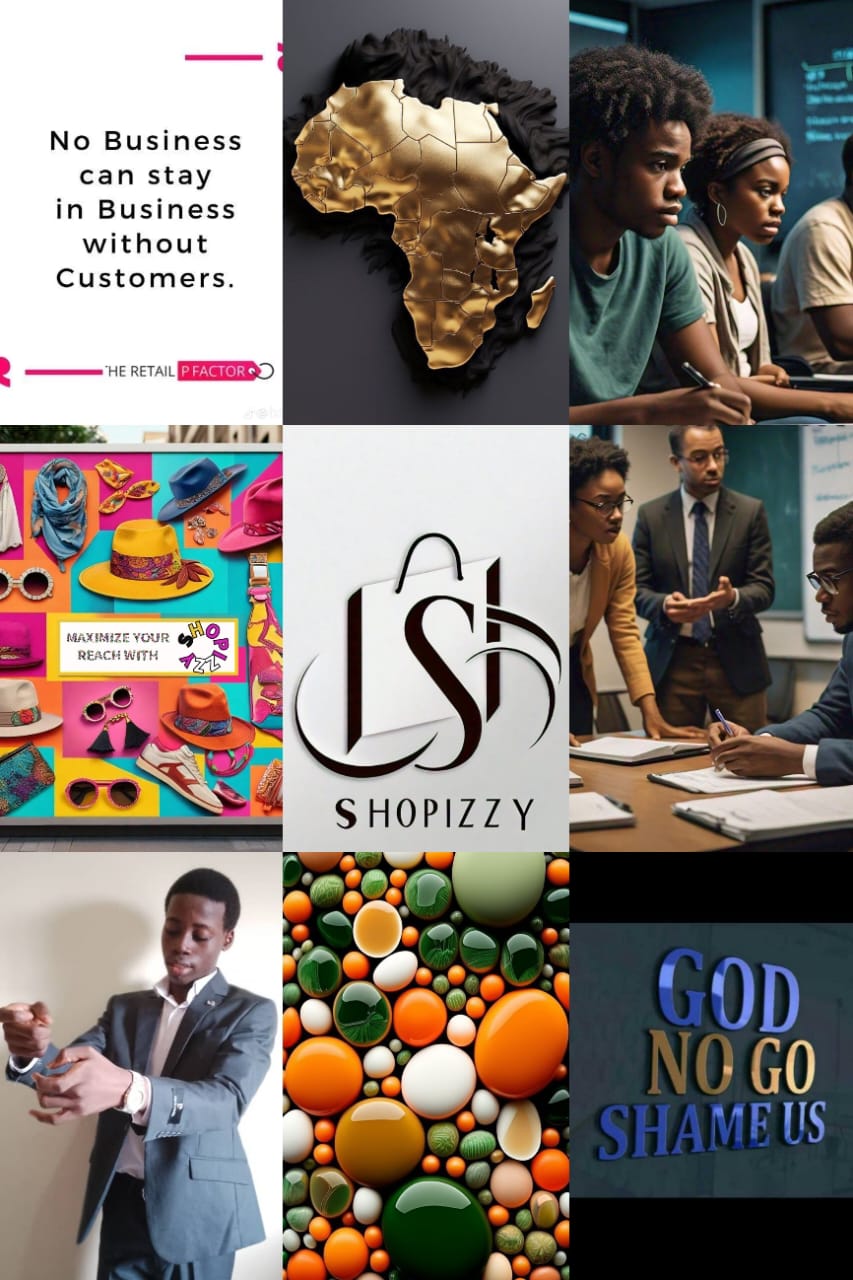 No Business
can stay
in Business
without
Customers.
HE RETAIL P FACTOR
MAXIMIZE YOUR
REACH WITH
SHOPIZZY
SHOPIZZY
GOD
NO GO
SHAME US